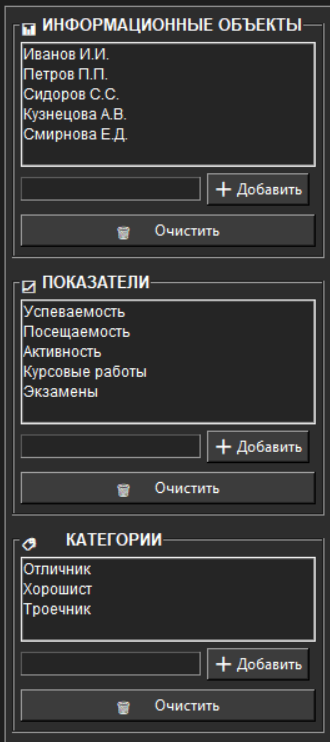 ИНФОРМАЦИОННЫЕ ОБЪЕКТЫ
Иванов И.И.
Петров П.П.
Сидоров С.С.
Кузнецова А.В.
Смирнова Е.Д.
+ Добавить
Очистить
ПОКАЗАТЕЛИ
Успеваемость
Посещаемость
Активность
Курсовые работы
Экзамены
+ Добавить
Очистить
КАТЕГОРИИ
Отличник
Хорошист
Троечник
+ Добавить
Очистить